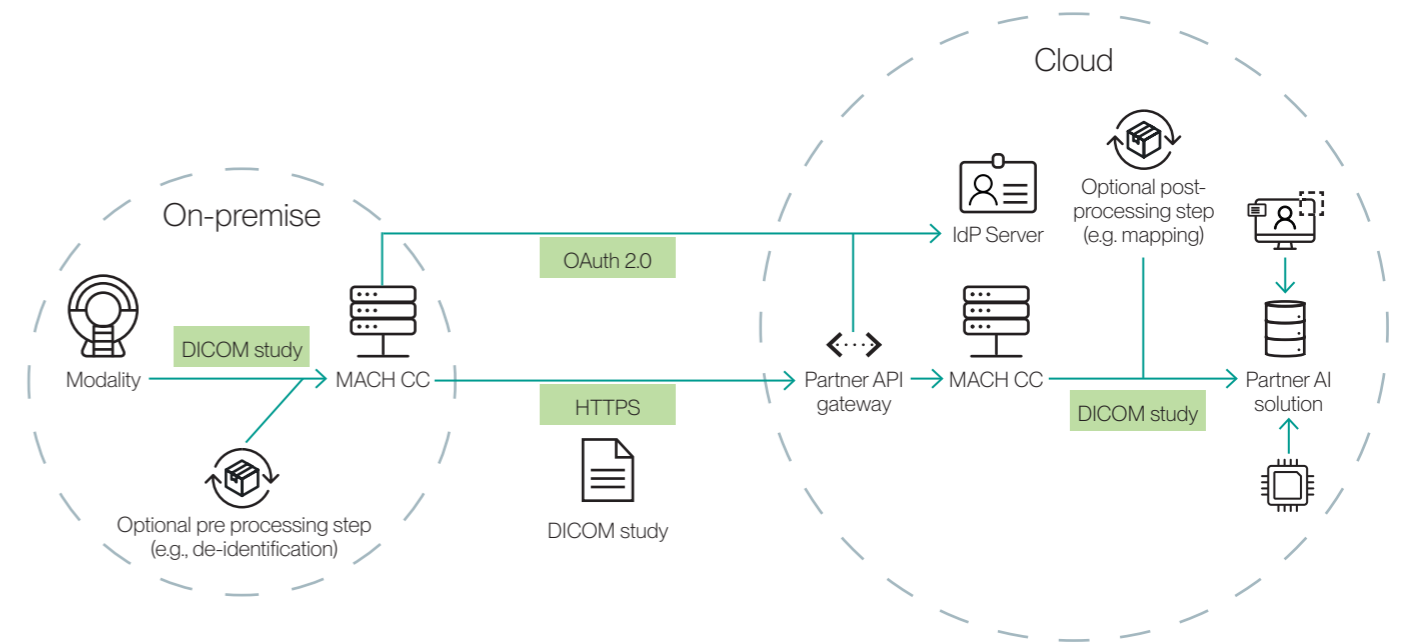 Cloud
On-premise
Optional post-
processing step
(e.g. mapping)
IdP Server
OAuth 2.0
DICOM study
Modality
MACH CC
HTTPS
Partner API
gateway
MACH CC
DICOM study
Partner AI
solution
DICOM study
Optional pre processing step
(e.g., de-identification)